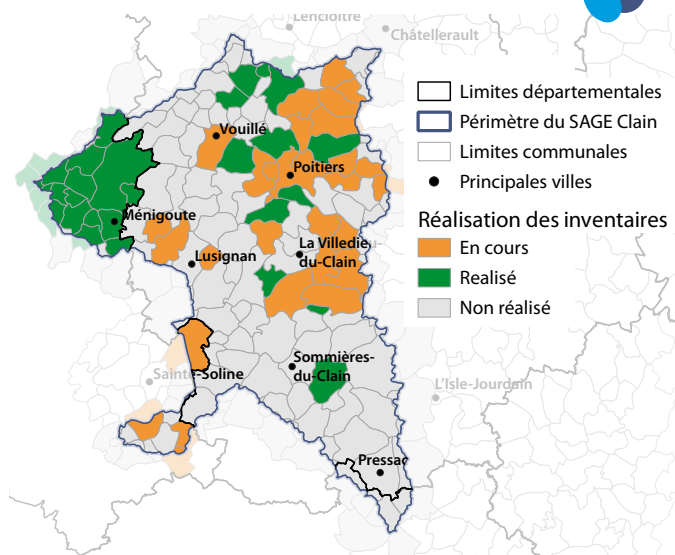 Lencloître
Châtellerault
Limites départementales
Périmètre du SAGE Clain
Limites communales
Principales villes
Réalisation des inventaires
En cours
Realisé
Non réalisé
Vouillé
Poitiers
Ménigoute
La Villedieu-
du-Clain
Lusignan
Sommières-
du-Clain
Sainte-Soline
L'Isle-Jourdain
Pressac